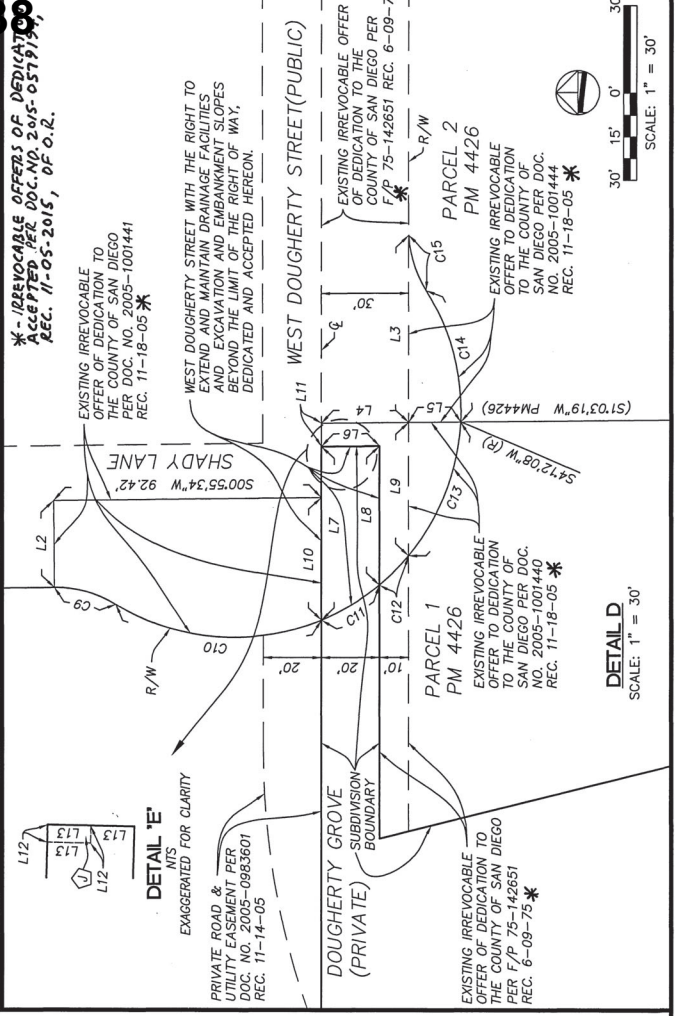 38
*- IRREVOCABLE OFFERS OF DEDICATION
ACCEPTED PER DOC. NO. 2015-0579199,
REC. 11-05-2015, OF O.R.
EXISTING IRREVOCABLE
OFFER OF DEDICATION TO
THE COUNTY OF SAN DIEGO
PER DOC. NO. 2005-1001441
REC. 11-18-05 *
WEST DOUGHERTY STREET WITH THE RIGHT TO
EXTEND AND MAINTAIN DRAINAGE FACILITIES
AND EXCAVATION AND EMBANKMENT SLOPES
BEYOND THE LIMIT OF THE RIGHT OF WAY,
DEDICATED AND ACCEPTED HEREON.
WEST DOUGHERTY STREET(PUBLIC)
EXISTING IRREVOCABLE OFFER
OF DEDICATION TO THE
COUNTY OF SAN DIEGO PER
F/P 75-142651 REC. 6-09-7
*
R/W
PARCEL 2
PM 4426
EXISTING IRREVOCABLE
OFFER TO DEDICATION
TO THE COUNTY OF
SAN DIEGO PER DOC.
NO. 2005-1001444
REC. 11-18-05 *
30' 15' 0' 30
SCALE: 1" = 30'
SHADY LANE
S00°55'34"W 92.42'
L2
C9
C10
R/W
L10
L7
L11
L6
L4
L8
L9
L3
L5
30'
℄
C11
C12
C13
C14
C15
(S1°03'19"W PM4426)
S4°12'08"W (R)
20'
20'
10'
PARCEL 1
PM 4426
EXISTING IRREVOCABLE
OFFER TO DEDICATION
TO THE COUNTY OF
SAN DIEGO PER DOC.
NO. 2005-1001440
REC. 11-18-05 *
DETAIL D
SCALE: 1" = 30'
L12
L13
L13
L13
L12
DETAIL "E"
NTS
EXAGGERATED FOR CLARITY
PRIVATE ROAD &
UTILITY EASEMENT PER
DOC. NO. 2005-0983601
REC. 11-14-05
DOUGHERTY GROVE
(PRIVATE)
SUBDIVISION
BOUNDARY
EXISTING IRREVOCABLE
OFFER OF DEDICATION TO
THE COUNTY OF SAN DIEGO
PER F/P 75-142651
REC. 6-09-75 *